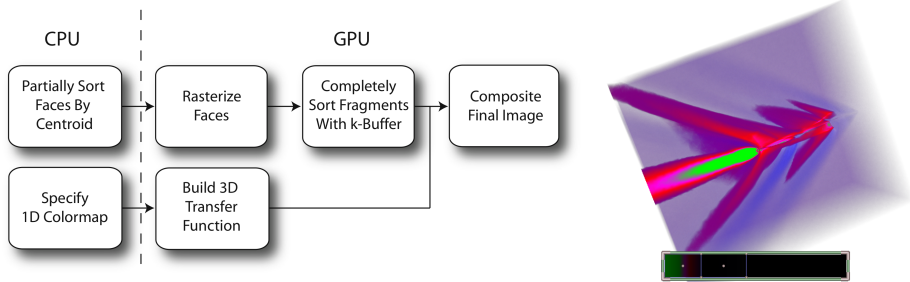 CPU
GPU
Partially Sort
Faces By
Centroid
Rasterize
Faces
Completely
Sort Fragments
With k-Buffer
Composite
Final Image
Specify
1D Colormap
Build 3D
Transfer
Function